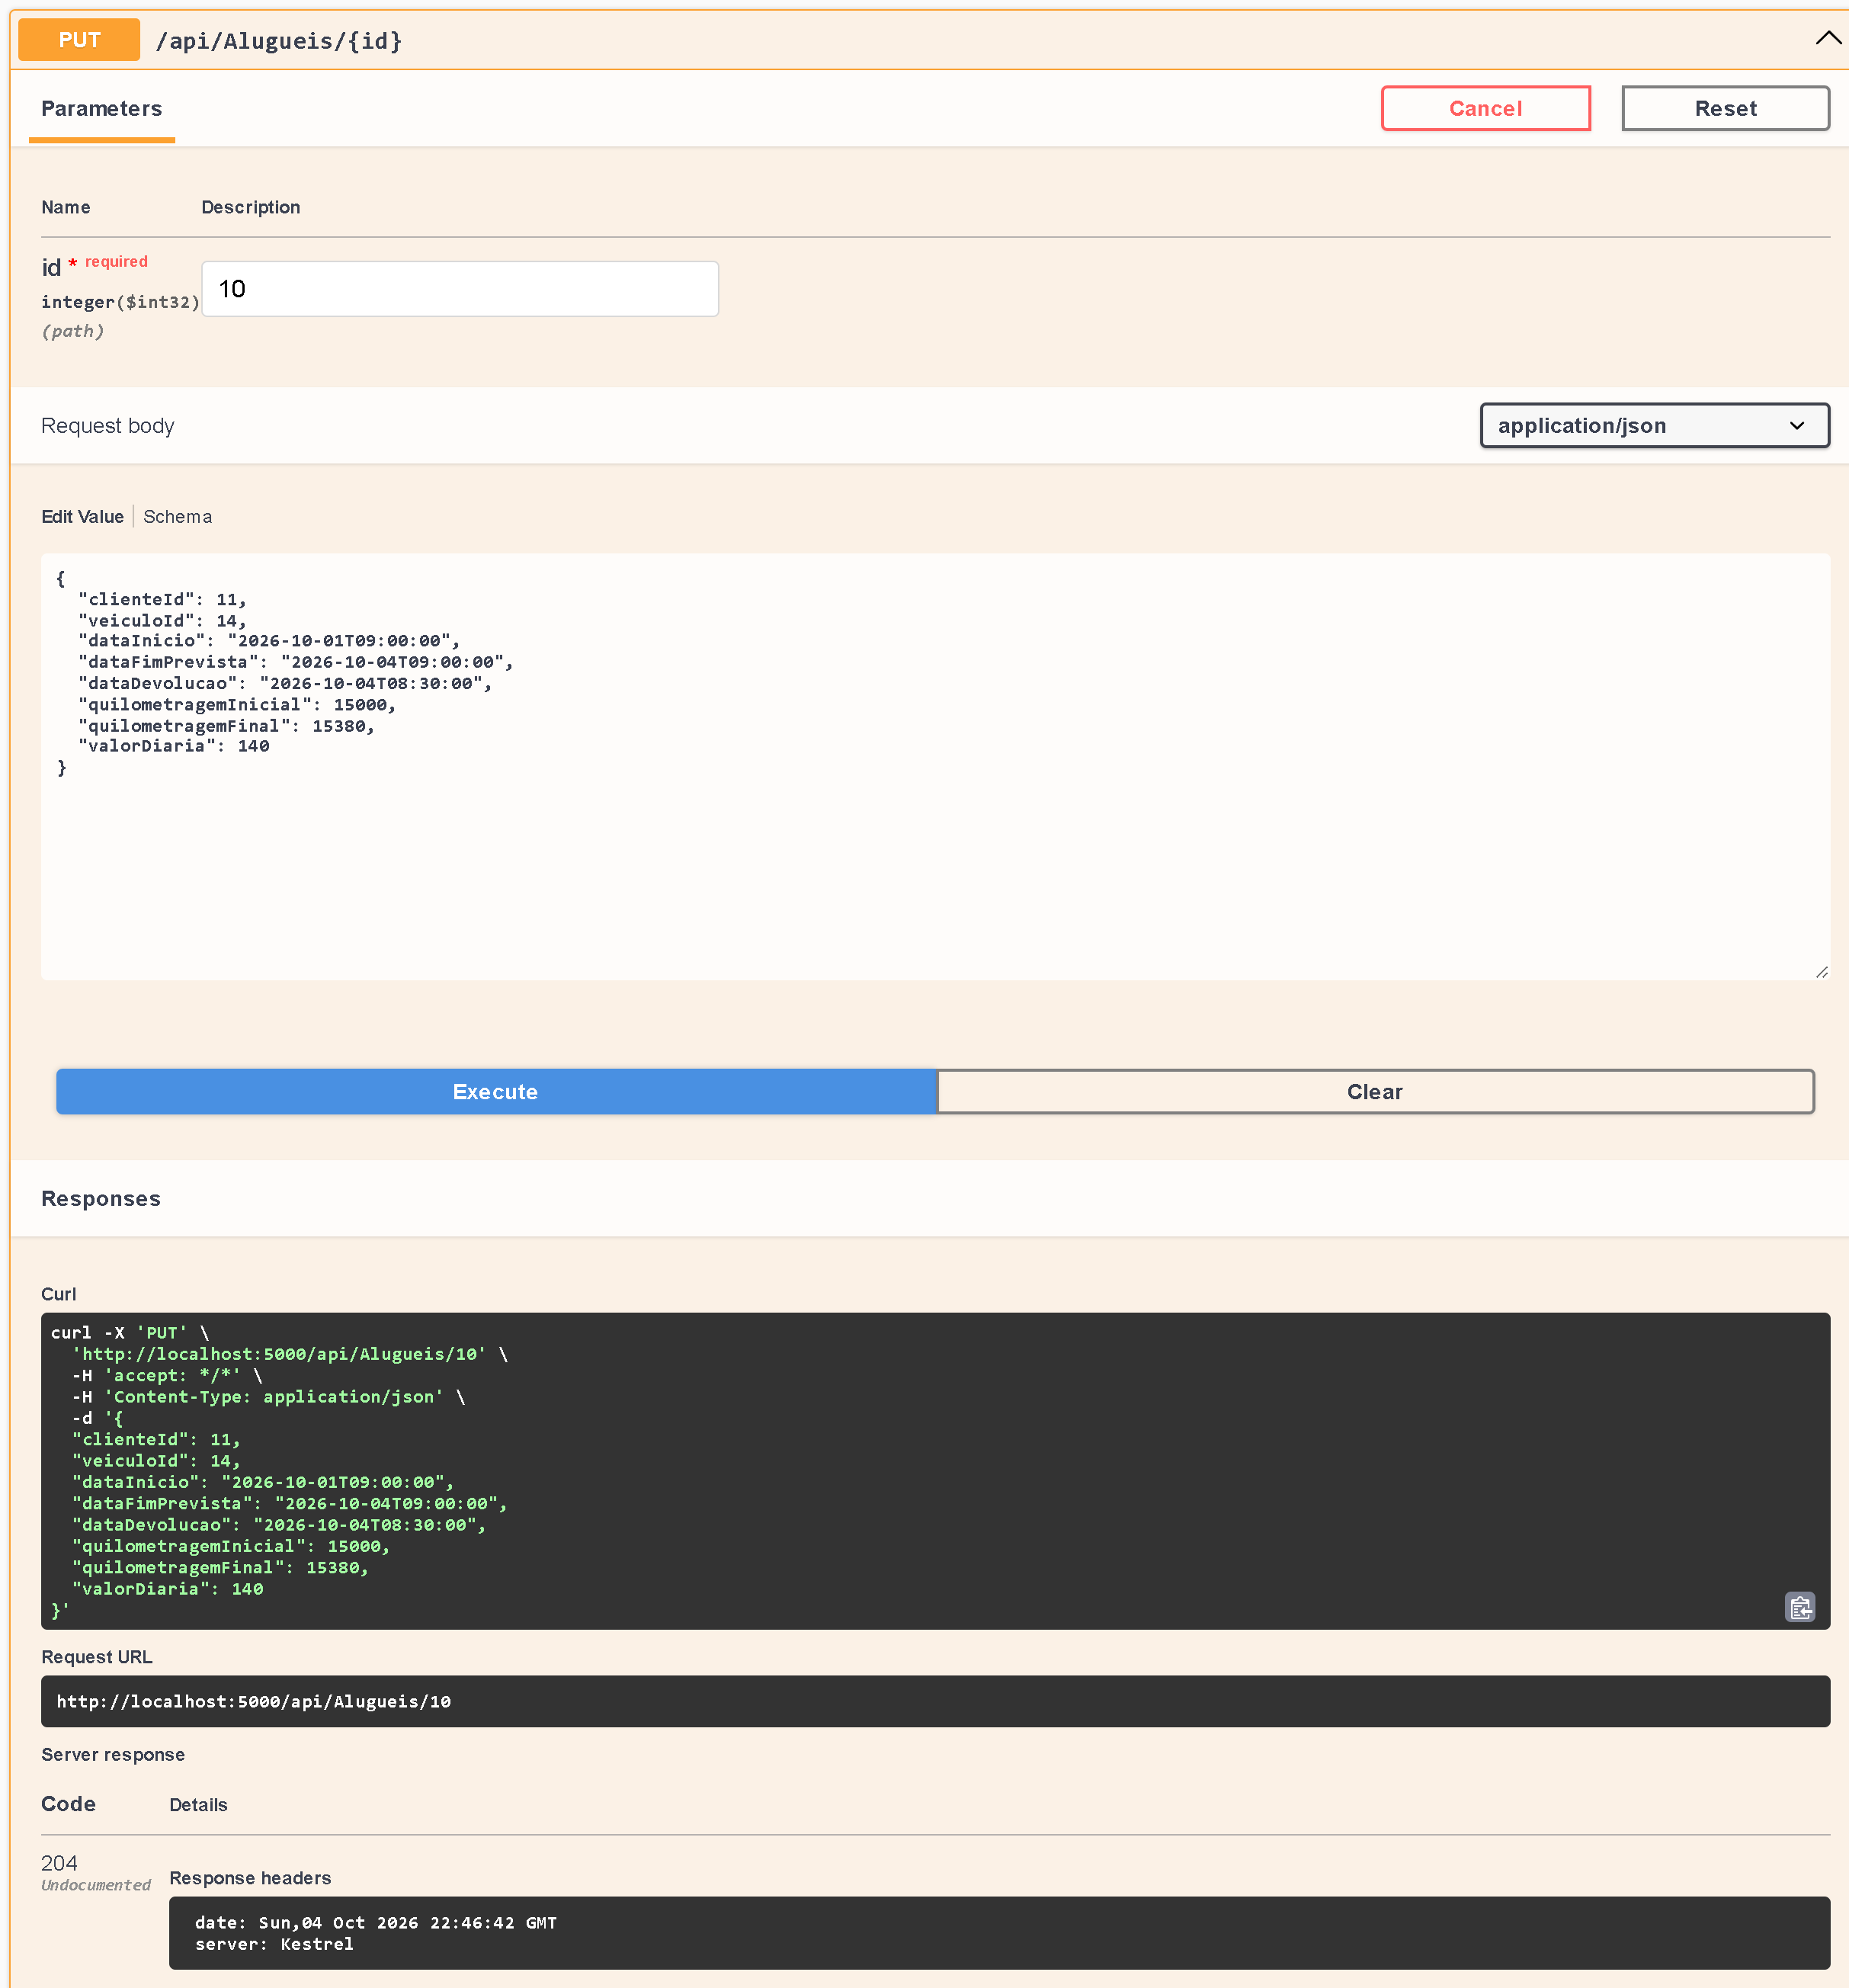 PUT /api/Alugueis/{id}
Parameters Cancel Reset
Name Description
id * required
integer($int32)
(path)
10
Request body application/json
Edit Value Schema
{
"clienteId": 11,
"veiculoId": 14,
"dataInicio": "2026-10-01T09:00:00",
"dataFimPrevista": "2026-10-04T09:00:00",
"dataDevolucao": "2026-10-04T08:30:00",
"quilometragemInicial": 15000,
"quilometragemFinal": 15380,
"valorDiaria": 140
}
Execute Clear
Responses
Curl
curl -X 'PUT' \
'http://localhost:5000/api/Alugueis/10' \
-H 'accept: */*' \
-H 'Content-Type: application/json' \
-d '{
"clienteId": 11,
"veiculoId": 14,
"dataInicio": "2026-10-01T09:00:00",
"dataFimPrevista": "2026-10-04T09:00:00",
"dataDevolucao": "2026-10-04T08:30:00",
"quilometragemInicial": 15000,
"quilometragemFinal": 15380,
"valorDiaria": 140
}'
Request URL
http://localhost:5000/api/Alugueis/10
Server response
Code Details
204
Undocumented
Response headers
date: Sun,04 Oct 2026 22:46:42 GMT
server: Kestrel